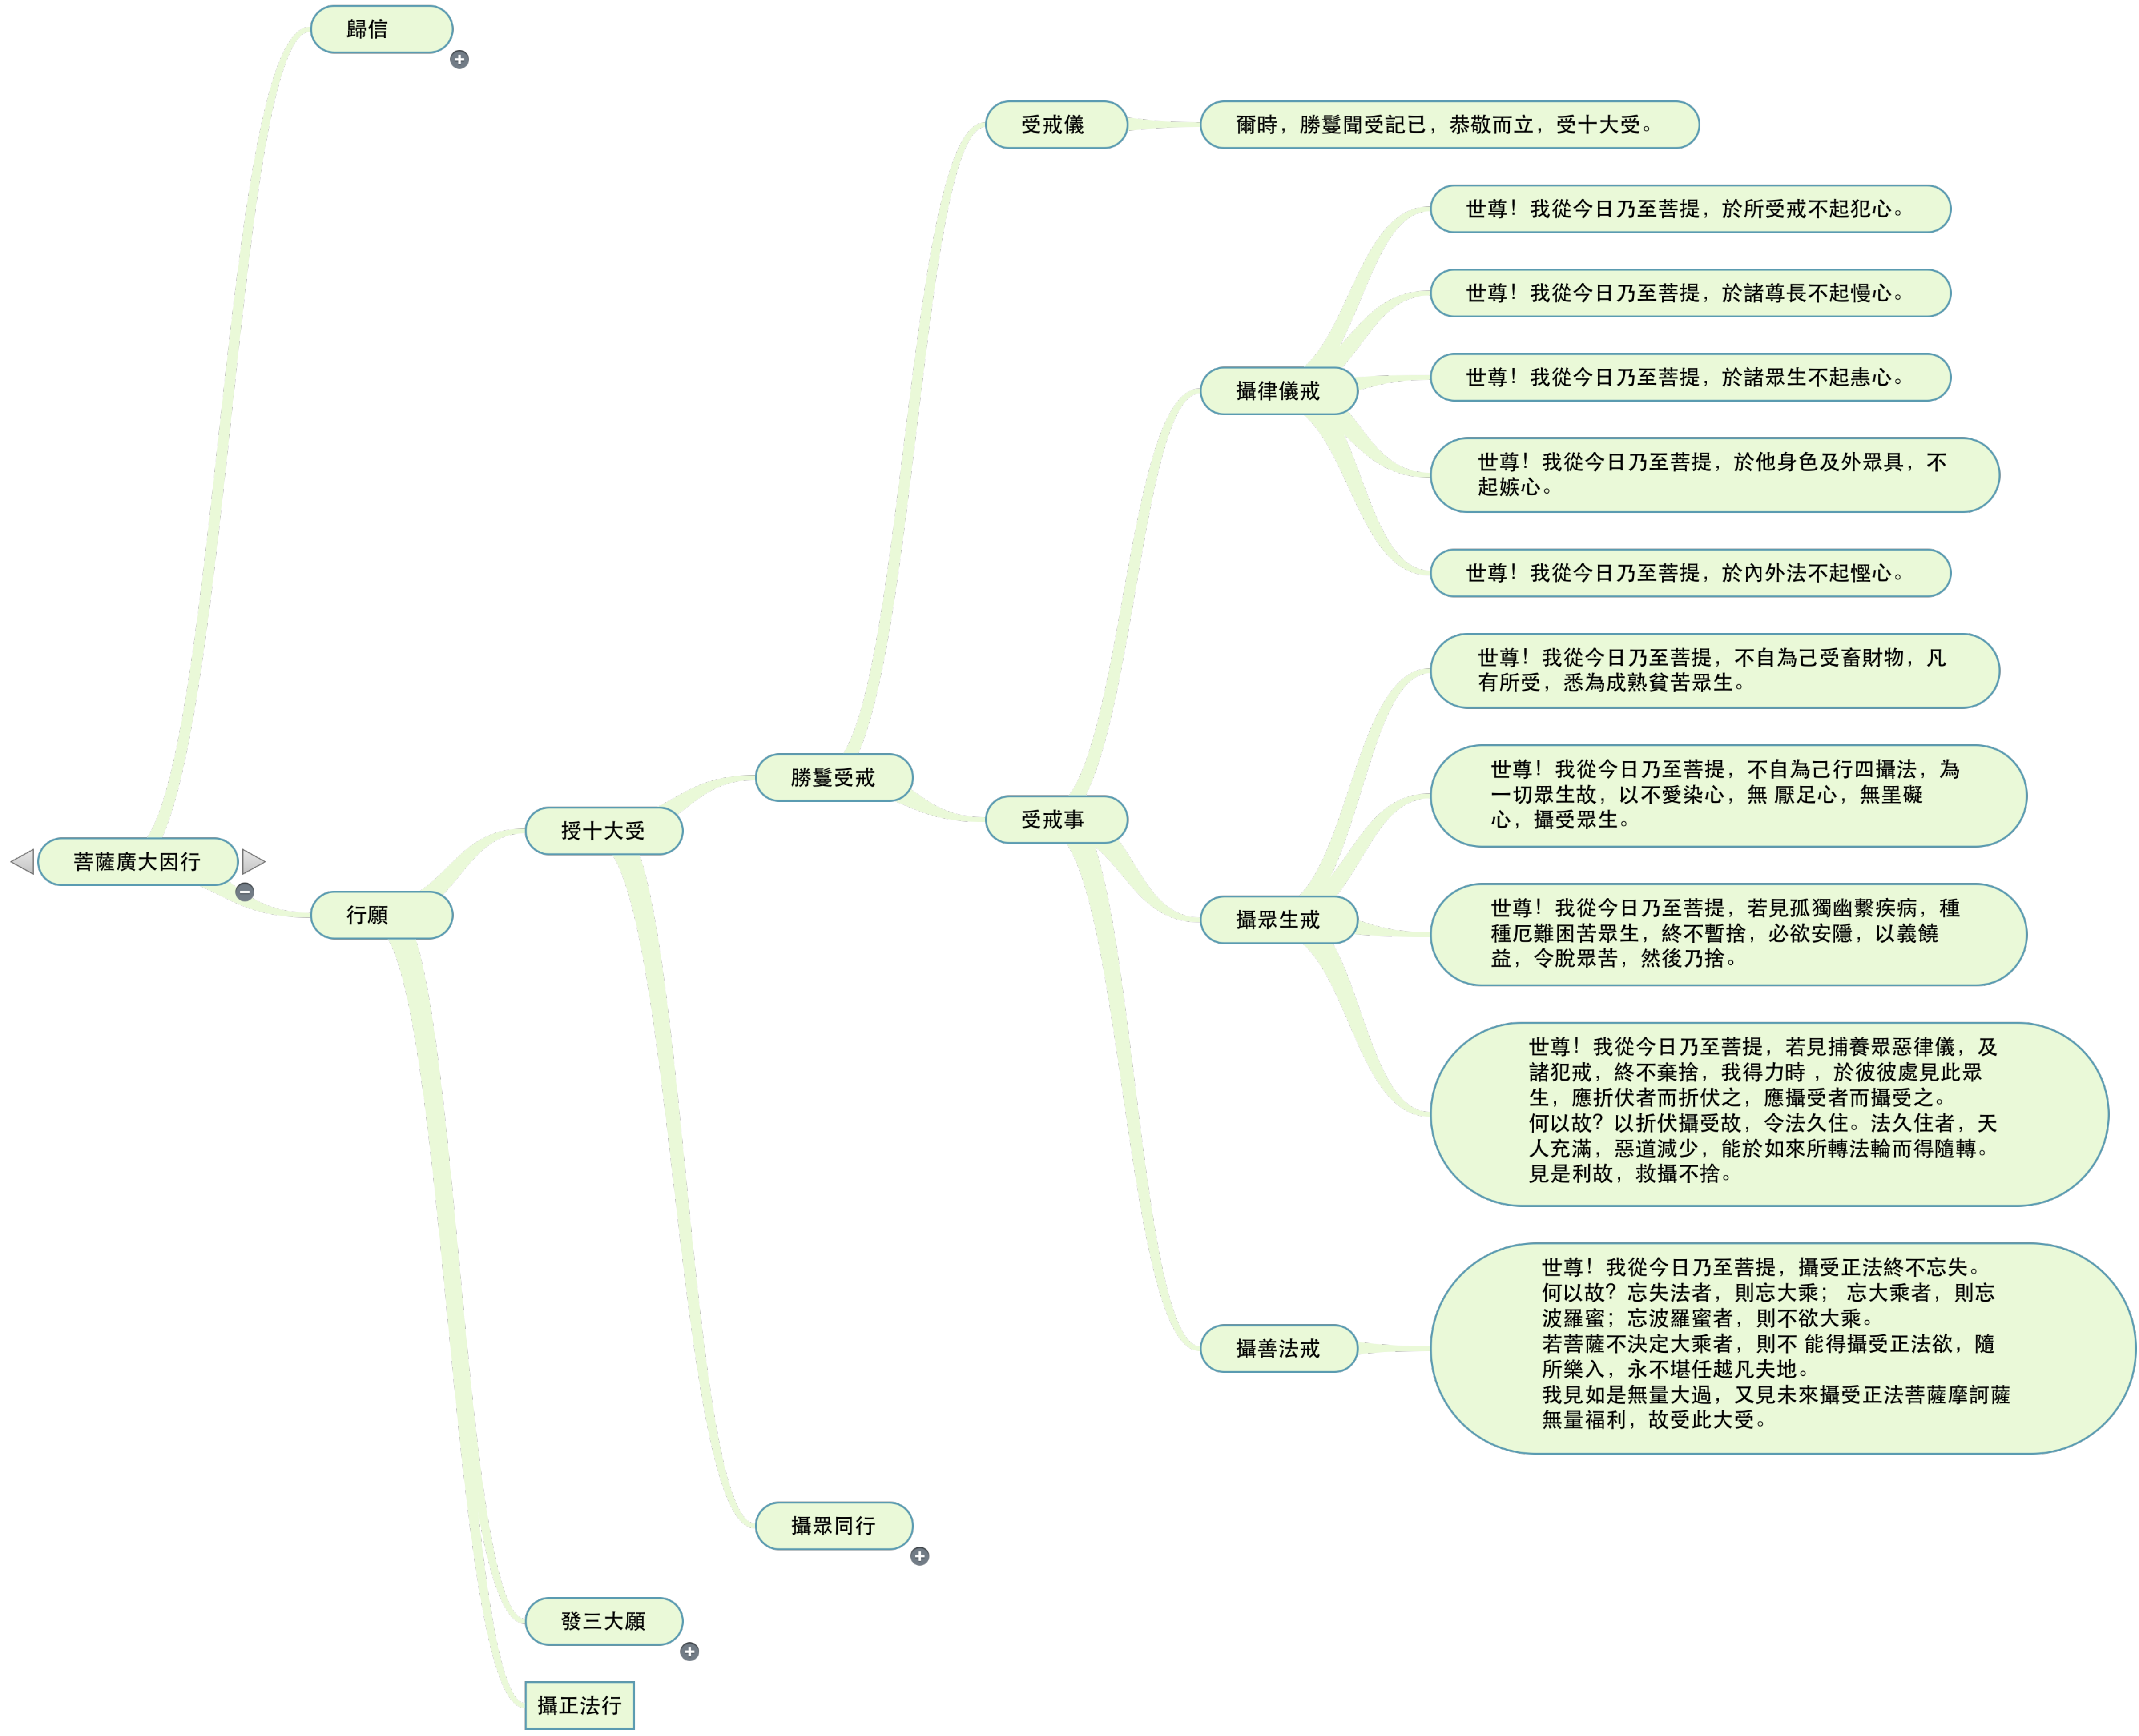 歸信
受戒儀
爾時，勝鬘聞受記已，恭敬而立，受十大受。
世尊！我從今日乃至菩提，於所受戒不起犯心。
世尊！我從今日乃至菩提，於諸尊長不起慢心。
攝律儀戒
世尊！我從今日乃至菩提，於諸眾生不起恚心。
世尊！我從今日乃至菩提，於他身色及外眾具，不
起嫉心。
世尊！我從今日乃至菩提，於內外法不起慳心。
世尊！我從今日乃至菩提，不自為己受畜財物，凡
有所受，悉為成熟貧苦眾生。
勝鬘受戒
世尊！我從今日乃至菩提，不自為己行四攝法，為
一切眾生故，以不愛染心，無 厭足心，無罣礙
心，攝受眾生。
受戒事
授十大受
菩薩廣大因行
行願
攝眾生戒
世尊！我從今日乃至菩提，若見孤獨幽繫疾病，種
種厄難困苦眾生，終不暫捨，必欲安隱，以義饒
益，令脫眾苦，然後乃捨。
世尊！我從今日乃至菩提，若見捕養眾惡律儀，及
諸犯戒，終不棄捨，我得力時 ，於彼彼處見此眾
生，應折伏者而折伏之，應攝受者而攝受之。
何以故？以折伏攝受故，令法久住。法久住者，天
人充滿，惡道減少，能於如來所轉法輪而得隨轉。
見是利故，救攝不捨。
攝善法戒
世尊！我從今日乃至菩提，攝受正法終不忘失。
何以故？忘失法者，則忘大乘； 忘大乘者，則忘
波羅蜜；忘波羅蜜者，則不欲大乘。
若菩薩不決定大乘者，則不 能得攝受正法欲，隨
所樂入，永不堪任越凡夫地。
我見如是無量大過，又見未來攝受正法菩薩摩訶薩
無量福利，故受此大受。
攝眾同行
發三大願
攝正法行